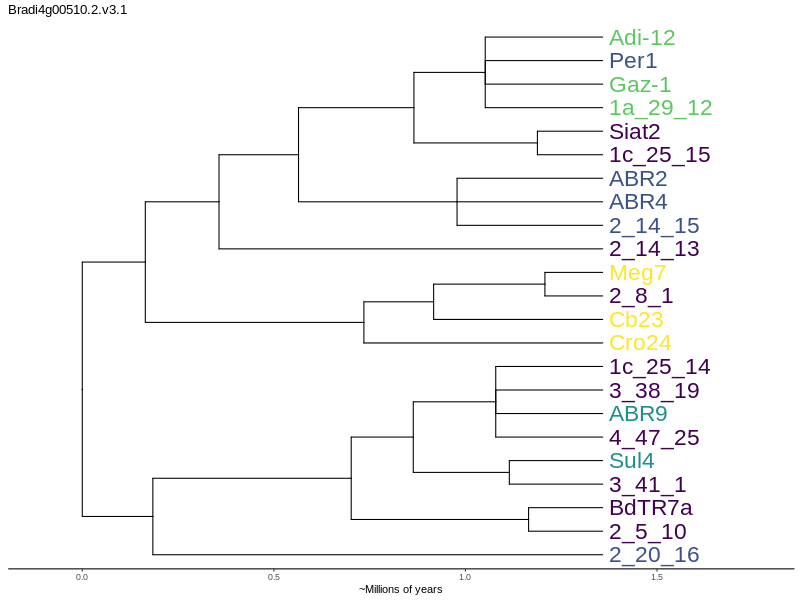 Bradi4g00510.2.v3.1
Adi-12
Per1
Gaz-1
1a_29_12
Siat2
1c_25_15
ABR2
ABR4
2_14_15
2_14_13
Meg7
2_8_1
Cb23
Cro24
1c_25_14
3_38_19
ABR9
4_47_25
Sul4
3_41_1
BdTR7a
2_5_10
2_20_16
0.0 0.5 1.0 1.5
~Millions of years